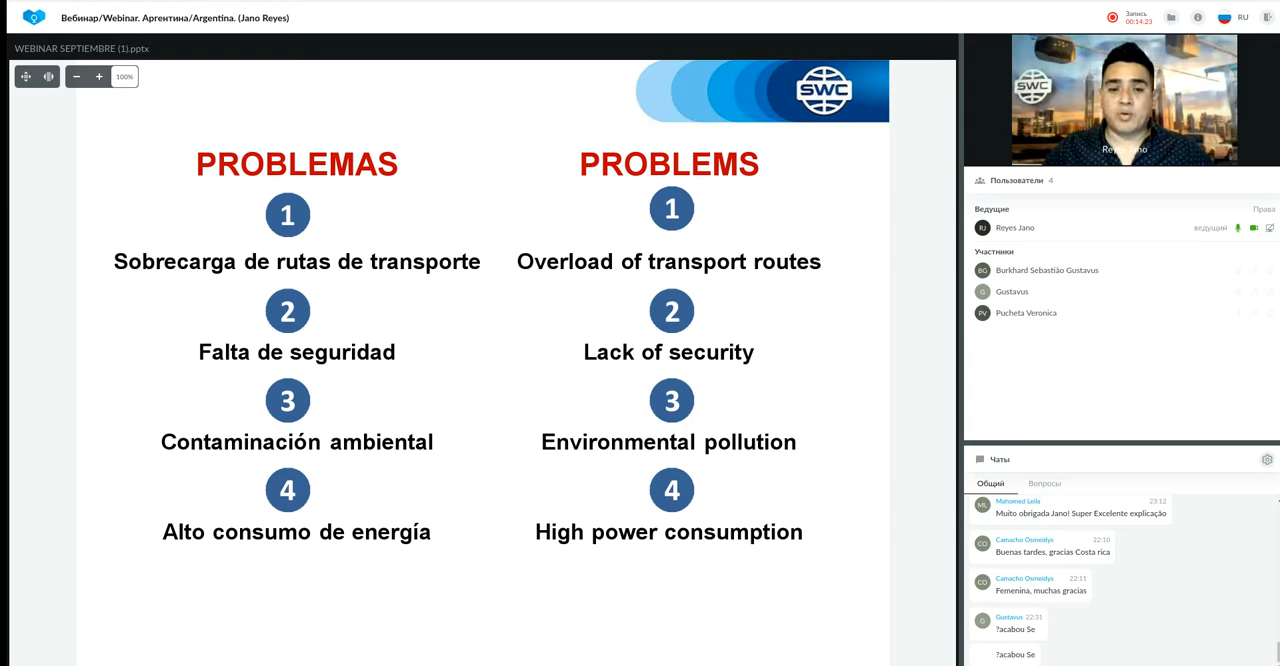 Вебинар/Webinar. Аргентина/Argentina. (Jano Reyes)
Запись
00:14:23
RU
WEBINAR SEPTIEMBRE (1).pptx
100%
SWC
PROBLEMAS
1
Sobrecarga de rutas de transporte
2
Falta de seguridad
3
Contaminación ambiental
4
Alto consumo de energía
PROBLEMS
1
Overload of transport routes
2
Lack of security
3
Environmental pollution
4
High power consumption
SWC
Пользователи 4
Ведущие Права
RJ Reyes Jano ведущий
Участники
BG Burkhard Sebastião Gustavus
G Gustavus
PV Pucheta Veronica
Чаты
Общий Вопросы
ML Mahomed Leila 23:12
Muito obrigada Jano! Super Excelente explicação
CO Camacho Osmeidys 22:10
Buenas tardes, gracias Costa rica
CO Camacho Osmeidys 22:11
Femenina, muchas gracias
G Gustavus 22:31
?acabou Se
?acabou Se